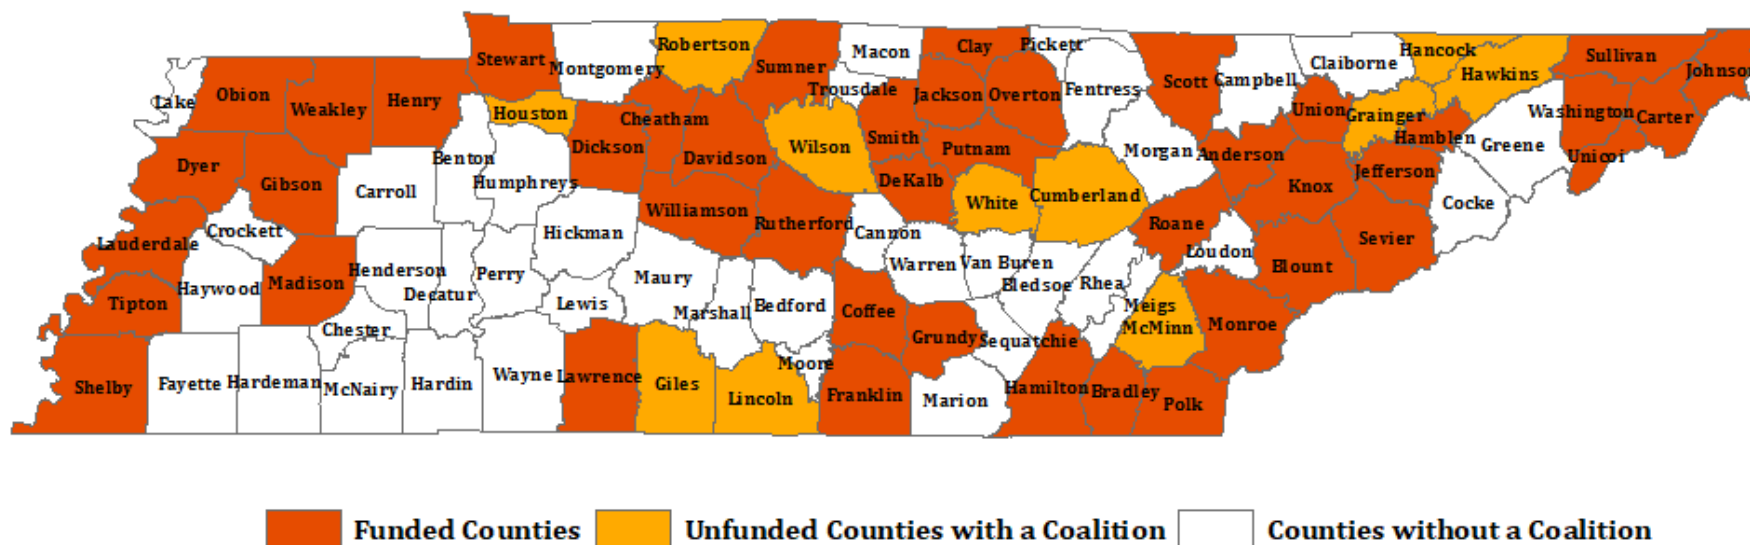 Stewart
Montgomery
Robertson
Sumner
Macon
Trousdale
Clay
Pickett
Jackson
Overton
Fentress
Scott
Campbell
Claiborne
Hancock
Hawkins
Sullivan
Johnson
Lake
Obion
Weakley
Henry
Houston
Cheatham
Dickson
Davidson
Wilson
Smith
Putnam
Morgan
Anderson
Union
Grainger
Hamblen
Greene
Washington
Carter
Unicoi
Dyer
Gibson
Carroll
Benton
Humphreys
Williamson
Rutherford
DeKalb
White
Cumberland
Roane
Knox
Jefferson
Cocke
Lauderdale
Crockett
Henderson
Perry
Hickman
Maury
Cannon
Warren
Van Buren
Bledsoe
Rhea
Loudon
Blount
Sevier
Tipton
Haywood
Madison
Decatur
Lewis
Marshall
Bedford
Coffee
Grundy
Sequatchie
Meigs
McMinn
Monroe
Shelby
Fayette
Hardeman
Chester
McNairy
Hardin
Wayne
Lawrence
Giles
Lincoln
Moore
Franklin
Marion
Hamilton
Bradley
Polk
Funded Counties
Unfunded Counties with a Coalition
Counties without a Coalition